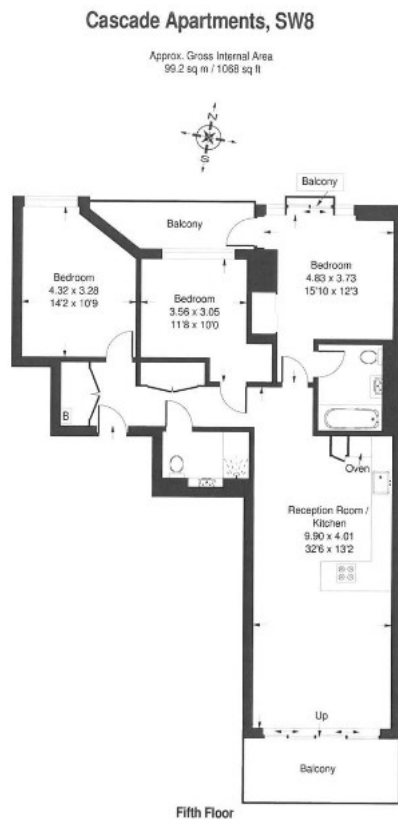 Cascade Apartments, SW8
Approx. Gross Internal Area
99.2 sq m / 1068 sq ft
N
S
Balcony
Balcony
Bedroom
4.32 x 3.28
14'2 x 10'9
Bedroom
3.56 x 3.05
11'8 x 10'0
Bedroom
4.83 x 3.73
15'10 x 12'3
B
Oven
Reception Room /
Kitchen
9.90 x 4.01
32'6 x 13'2
Up
Balcony
Fifth Floor